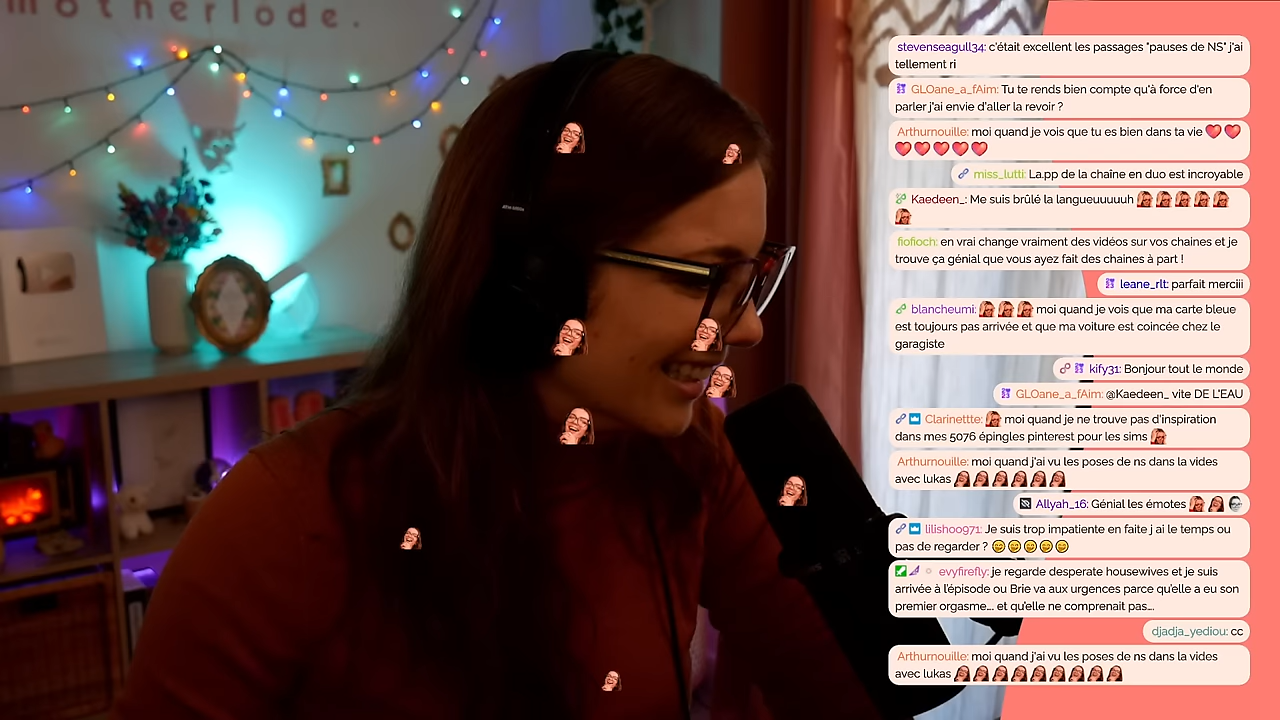 motherlode.
stevenseagull34: c'était excellent les passages "pauses de NS" j'ai
tellement ri
GLOane_a_fAim: Tu te rends bien compte qu'à force d'en
parler j'ai envie d'aller la revoir ?
Arthurnouille: moi quand je vois que tu es bien dans ta vie ❤️ ❤️
❤️ ❤️ ❤️ ❤️ ❤️
miss_lutti: La.pp de la chaîne en duo est incroyable
Kaedeen_: Me suis brûlé la langueuuuuuh
fiofioch: en vrai change vraiment des vidéos sur vos chaines et je
trouve ça génial que vous ayez fait des chaines à part !
leane_rlt: parfait merciii
blancheumi: moi quand je vois que ma carte bleue
est toujours pas arrivée et que ma voiture est coincée chez le
garagiste
kify31: Bonjour tout le monde
GLOane_a_fAim: @Kaedeen_ vite DE L'EAU
Clarinettte: moi quand je ne trouve pas d'inspiration
dans mes 5076 épingles pinterest pour les sims
Arthurnouille: moi quand j'ai vu les poses de ns dans la vides
avec lukas
Allyah_16: Génial les émotes
lilishoo971: Je suis trop impatiente en faite j ai le temps ou
pas de regarder ? 😄😄😄😄😄
evyfirefly: je regarde desperate housewives et je suis
arrivée à l'épisode ou Brie va aux urgences parce qu'elle a eu son
premier orgasme.... et qu'elle ne comprenait pas....
djadja_yediou: cc
Arthurnouille: moi quand j'ai vu les poses de ns dans la vides
avec lukas